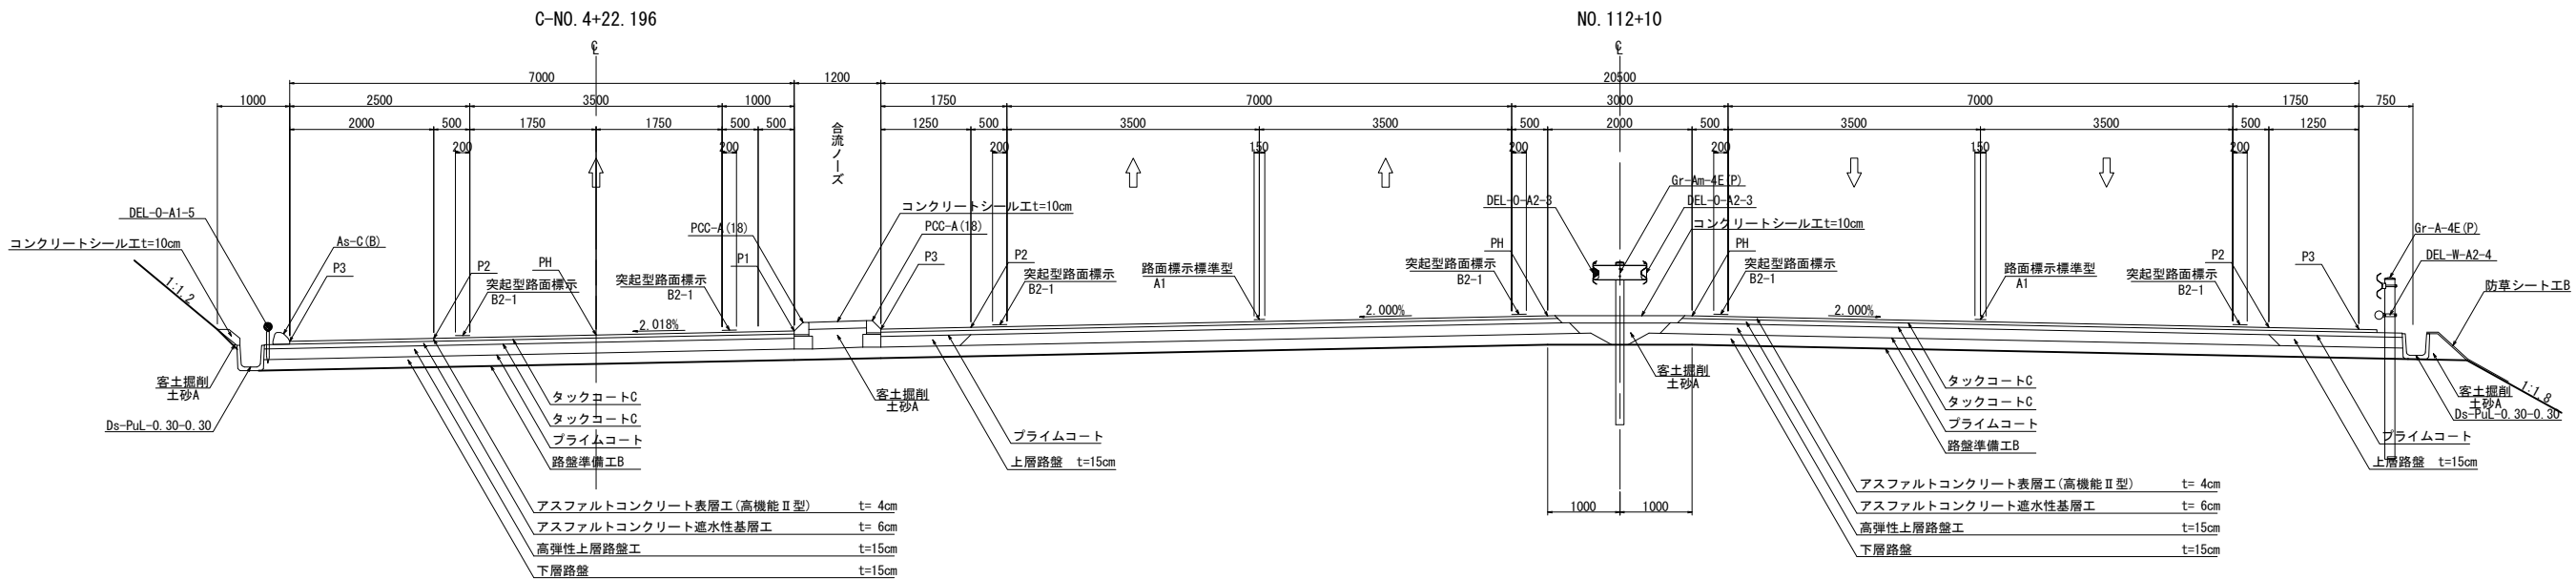 C-NO.4+22.196
NO.112+10
℄
℄
7000
1200
20500
1000
2500
3500
1000
1750
7000
3000
7000
1750
750
2000
500
1750
1750
500
500
合流ノーズ
1250
500
3500
3500
500
2000
500
3500
3500
500
1250
200
200
200
150
200
200
150
200
DEL-O-A1-5
コンクリートシール工t=10cm
1:1.2
As-C(B)
P3
P2
PH
突起型路面標示
B2-1
突起型路面標示
B2-1
PCC-A(18)
P1
2.018%
コンクリートシール工t=10cm
PCC-A(18)
P3
P2
突起型路面標示
B2-1
路面標示標準型
A1
2.000%
突起型路面標示
B2-1
PH
DEL-O-A2-3
Gr-Am-4E(P)
DEL-O-A2-3
コンクリートシール工t=10cm
PH
突起型路面標示
B2-1
2.000%
路面標示標準型
A1
突起型路面標示
B2-1
P2
P3
Gr-A-4E(P)
DEL-W-A2-4
防草シート工B
1:1.8
客土掘削
土砂A
Ds-PuL-0.30-0.30
タックコートC
タックコートC
プライムコート
路盤準備工B
客土掘削
土砂A
プライムコート
上層路盤 t=15cm
客土掘削
土砂A
タックコートC
タックコートC
プライムコート
路盤準備工B
客土掘削
土砂A
Ds-PuL-0.30-0.30
プライムコート
上層路盤 t=15cm
アスファルトコンクリート表層工(高機能Ⅱ型) t= 4cm
アスファルトコンクリート遮水性基層工 t= 6cm
高弾性上層路盤工 t=15cm
下層路盤 t=15cm
1000
1000
アスファルトコンクリート表層工(高機能Ⅱ型) t= 4cm
アスファルトコンクリート遮水性基層工 t= 6cm
高弾性上層路盤工 t=15cm
下層路盤 t=15cm